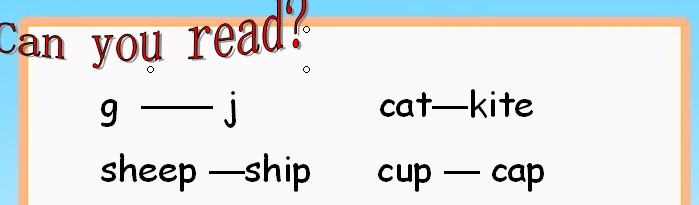 Can you read?
g —— j cat—kite
sheep —ship cup — cap